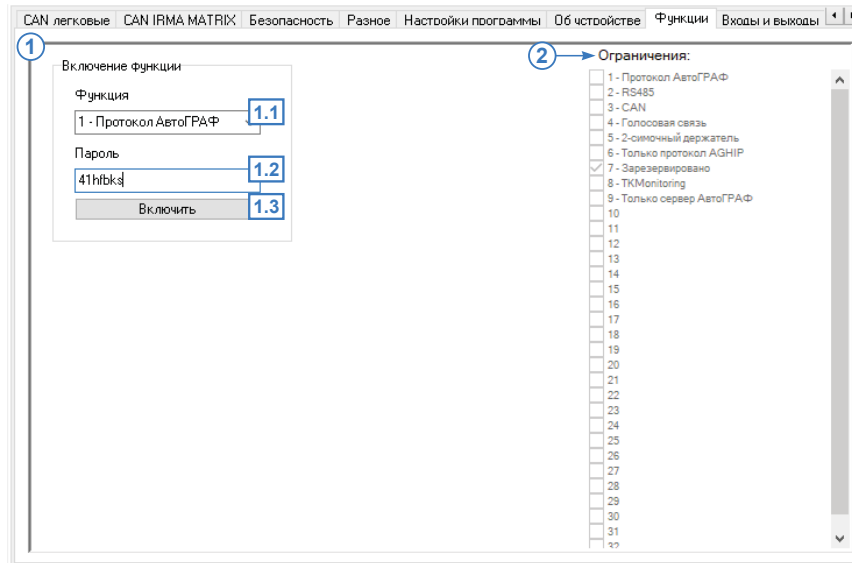 CAN легковые CAN IRMA MATRIX Безопасность Разное Настройки программы Об устройстве Функции Входы и выходы
1
Включение функции
Функция
1 - Протокол АвтоГРАФ
1.1
Пароль
41hfbks
1.2
Включить
1.3
2
Ограничения:
1 - Протокол АвтоГРАФ
2 - RS485
3 - CAN
4 - Голосовая связь
5 - 2-симочный держатель
6 - Только протокол AGHIP
7 - Зарезервировано
8 - TKMonitoring
9 - Только сервер АвтоГРАФ
10
11
12
13
14
15
16
17
18
19
20
21
22
23
24
25
26
27
28
29
30
31
32